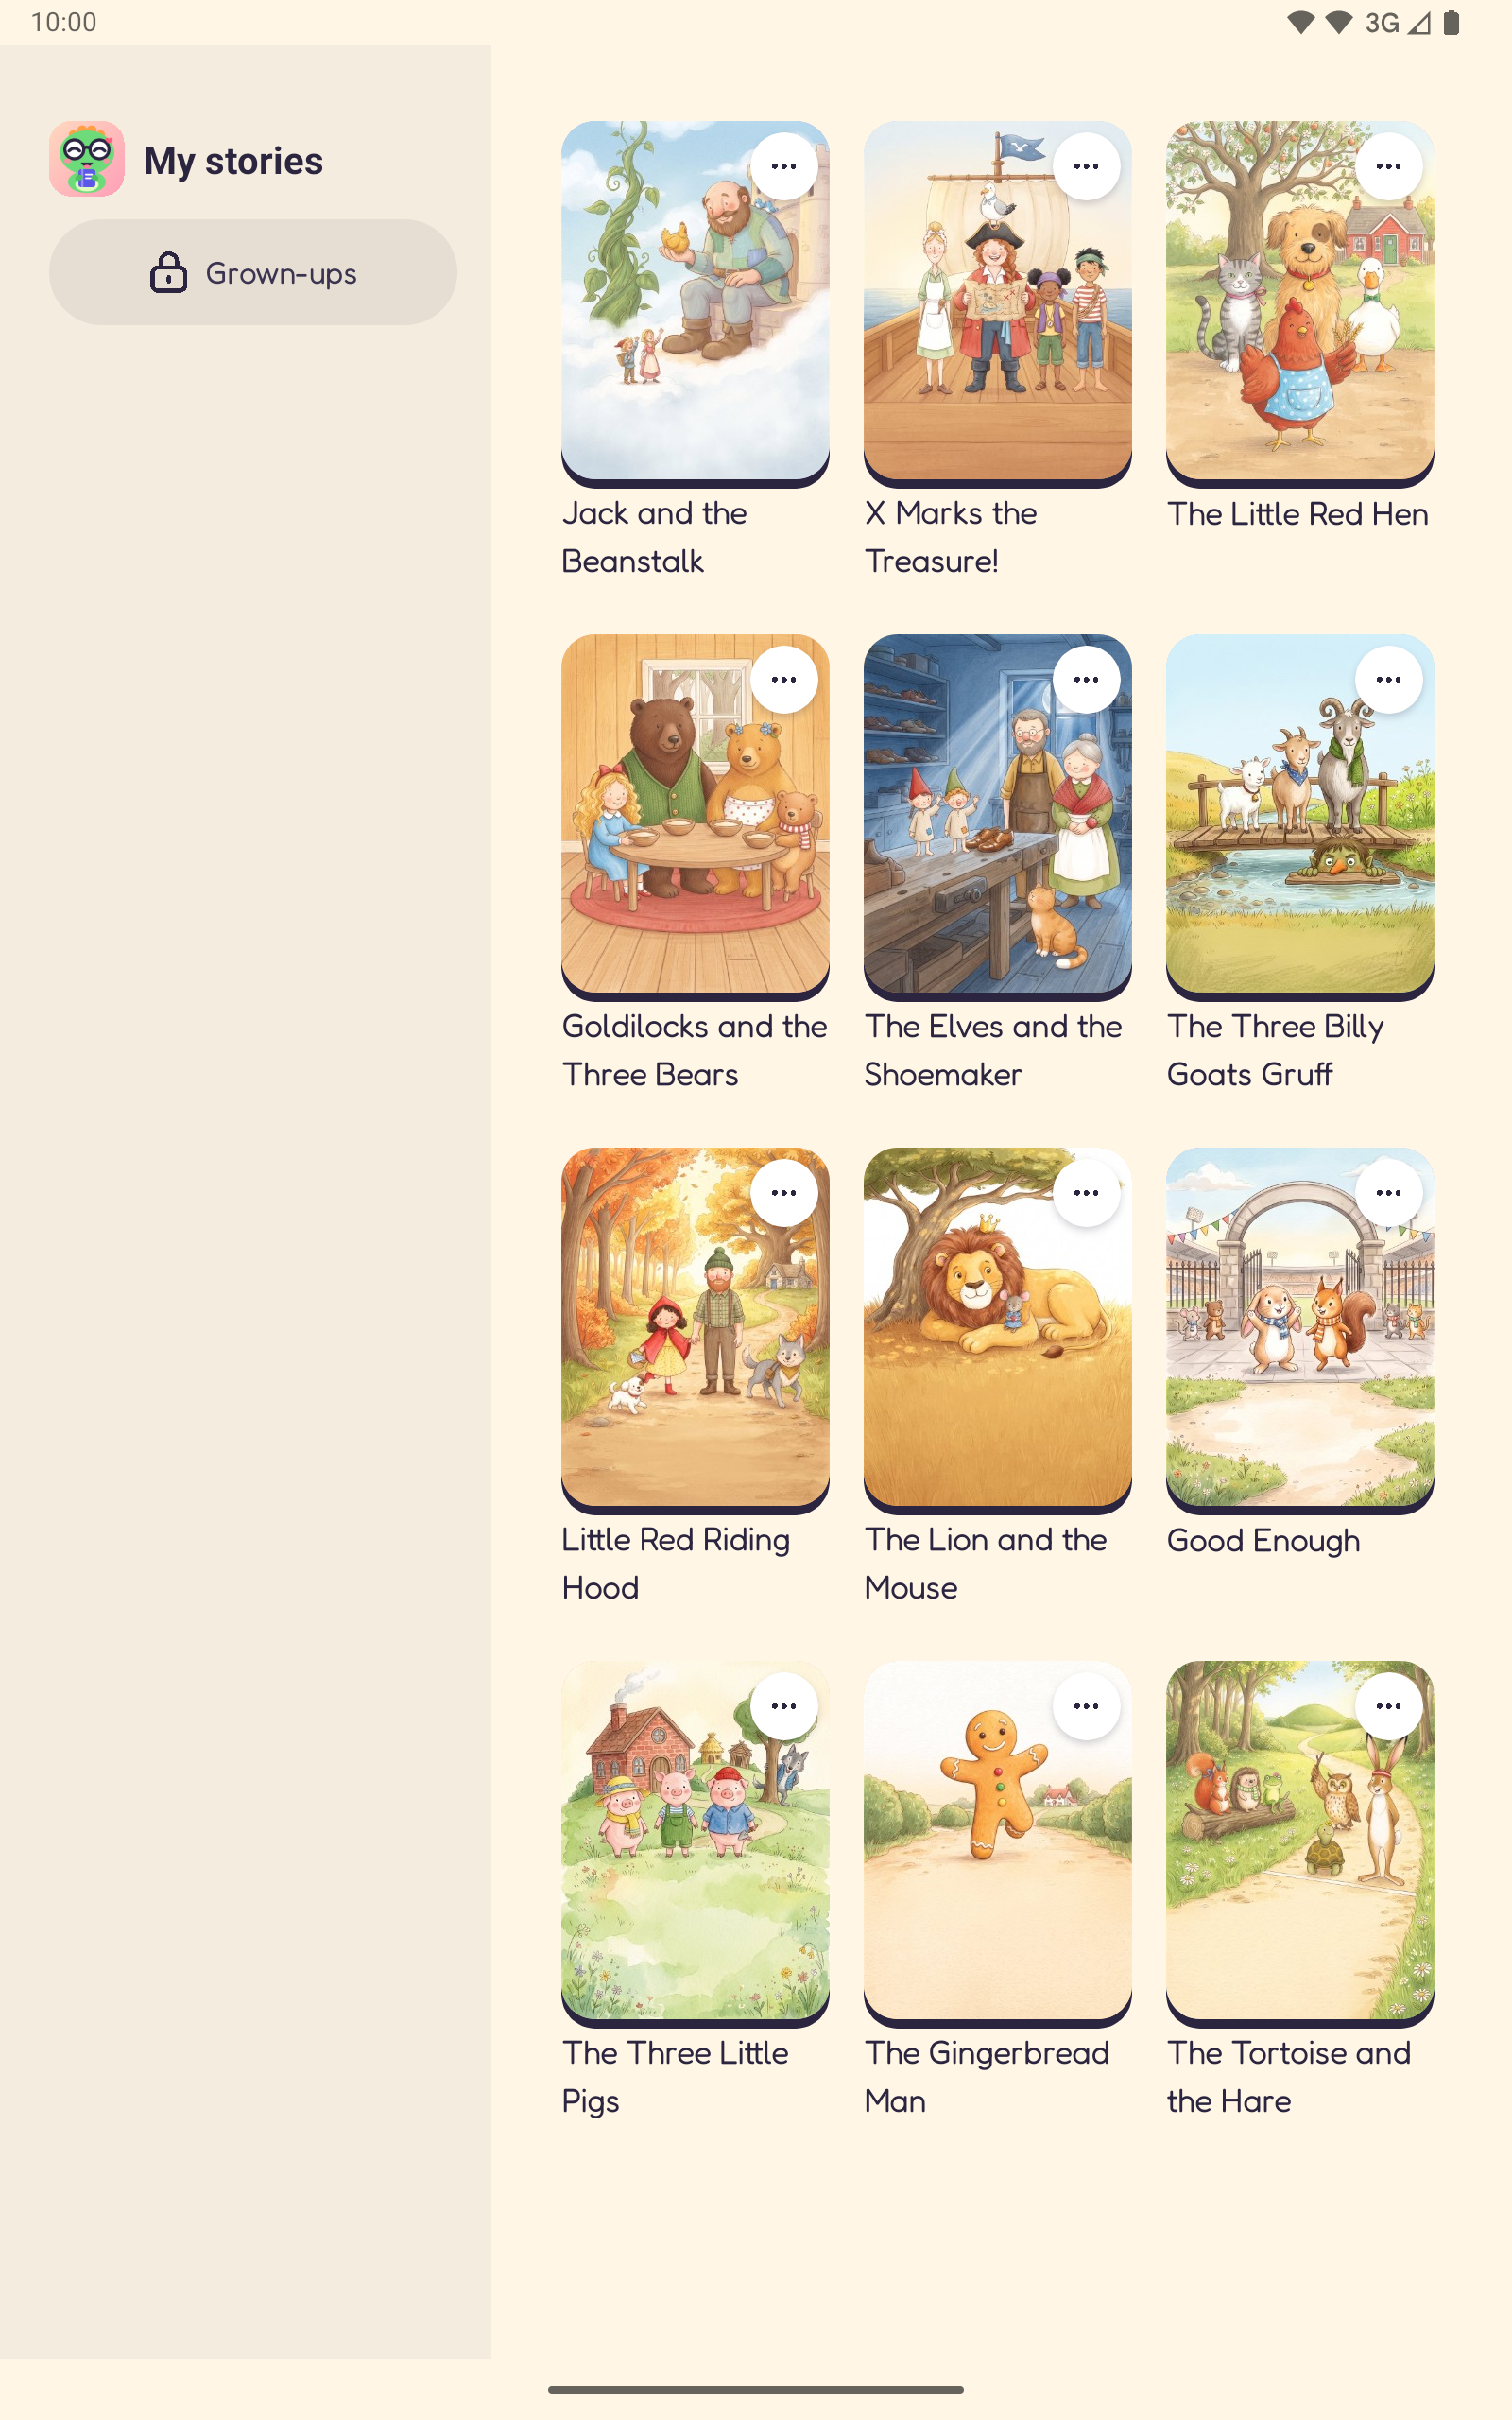 10:00
3G
My stories
Grown-ups
Jack and the
Beanstalk
X Marks the
Treasure!
The Little Red Hen
Goldilocks and the
Three Bears
The Elves and the
Shoemaker
The Three Billy
Goats Gruff
Little Red Riding
Hood
The Lion and the
Mouse
Good Enough
The Three Little
Pigs
The Gingerbread
Man
The Tortoise and
the Hare